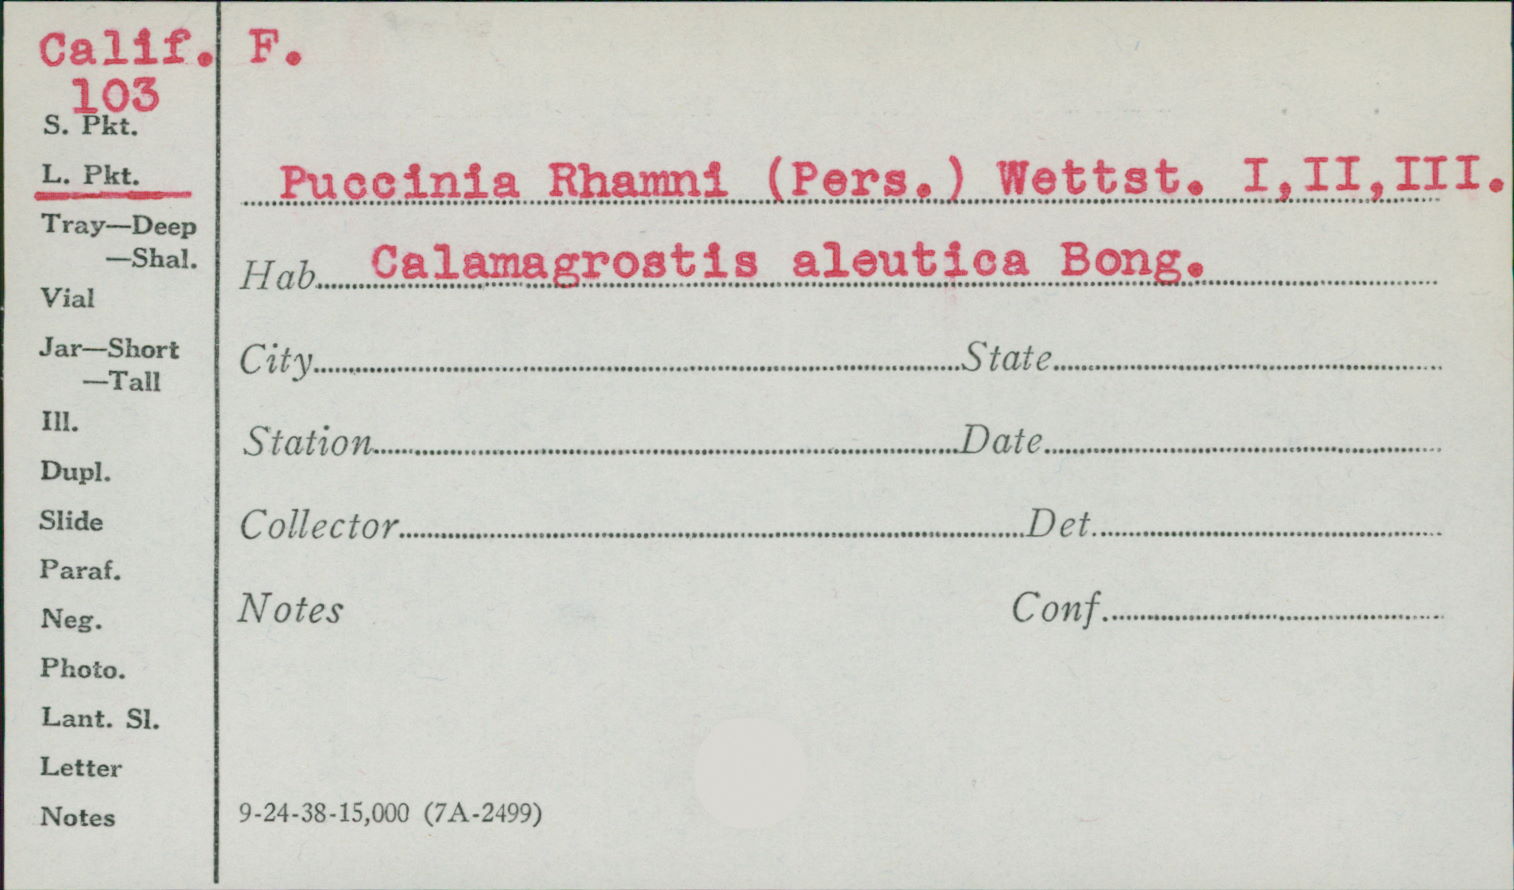 Calif. F.
103
S. Pkt.
L. Pkt.
Puccinia Rhamni (Pers.) Wettst. I,II,III.
Tray—Deep
—Shal.
Hab. Calamagrostis aleutica Bong.
Vial
Jar—Short
—Tall
City State
Ill.
Station Date
Dupl.
Slide
Collector Det.
Paraf.
Neg.
Notes Conf.
Photo.
Lant. Sl.
Letter
Notes
9-24-38-15,000 (7A-2499)